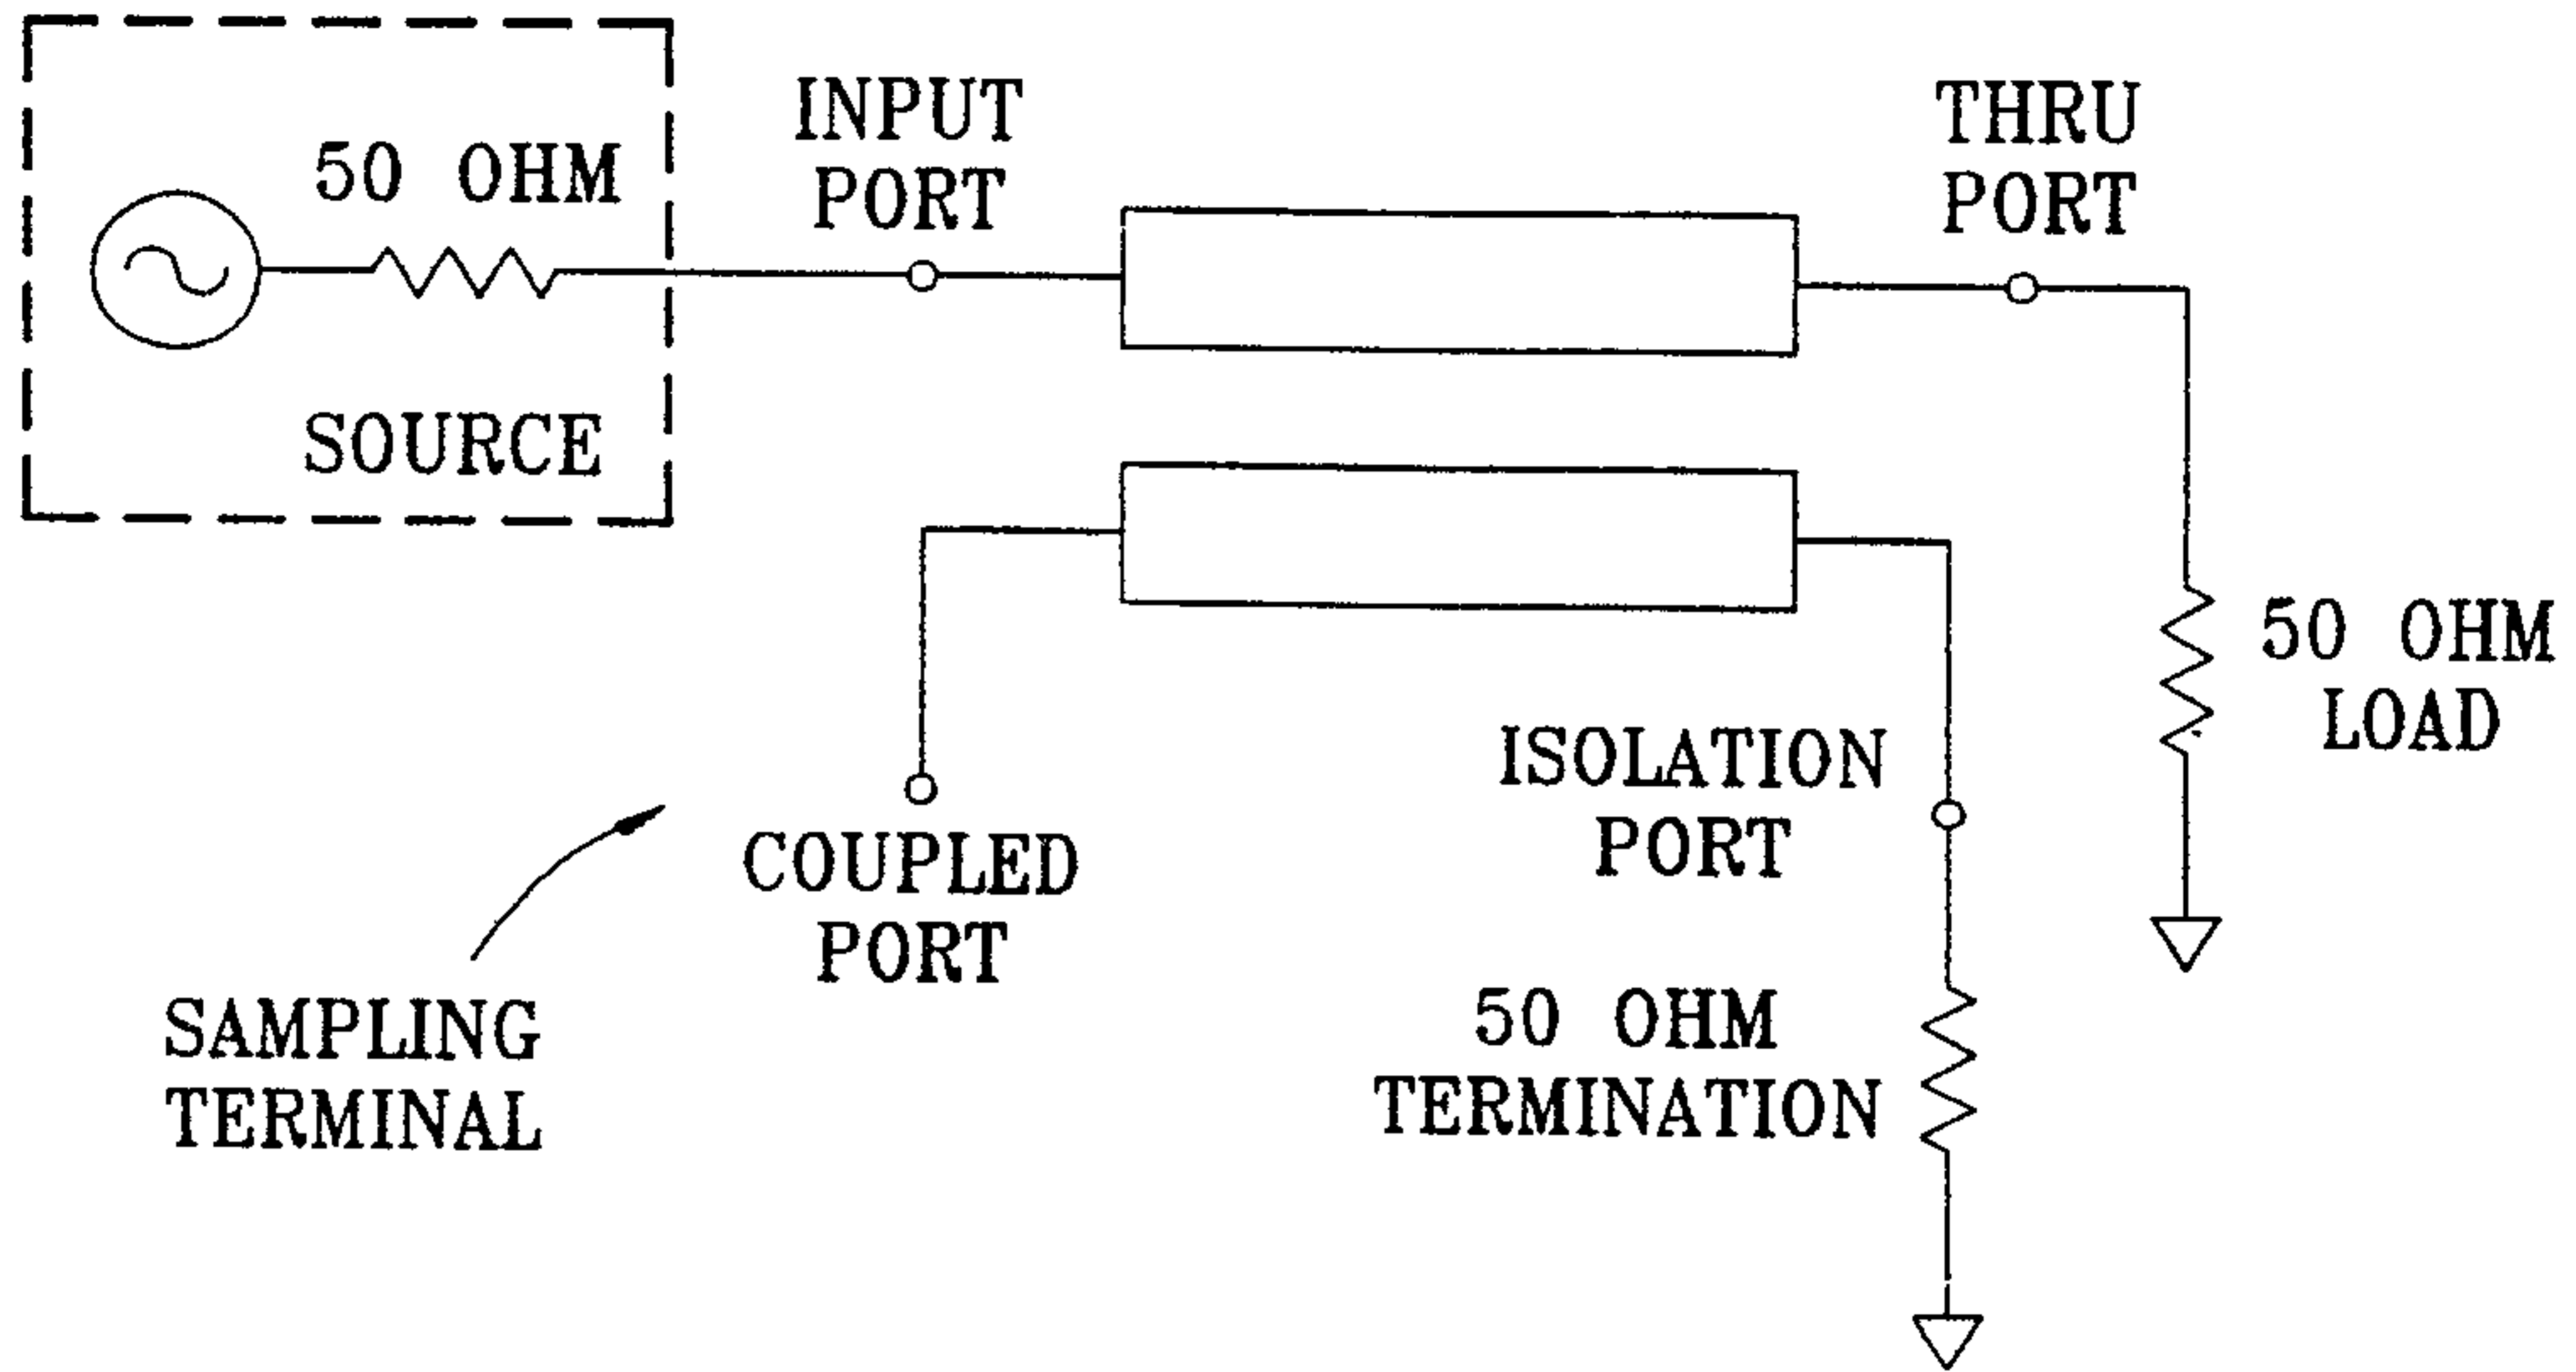 50 OHM
SOURCE
INPUT
PORT
THRU
PORT
50 OHM
LOAD
ISOLATION
PORT
COUPLED
PORT
SAMPLING
TERMINAL
50 OHM
TERMINATION